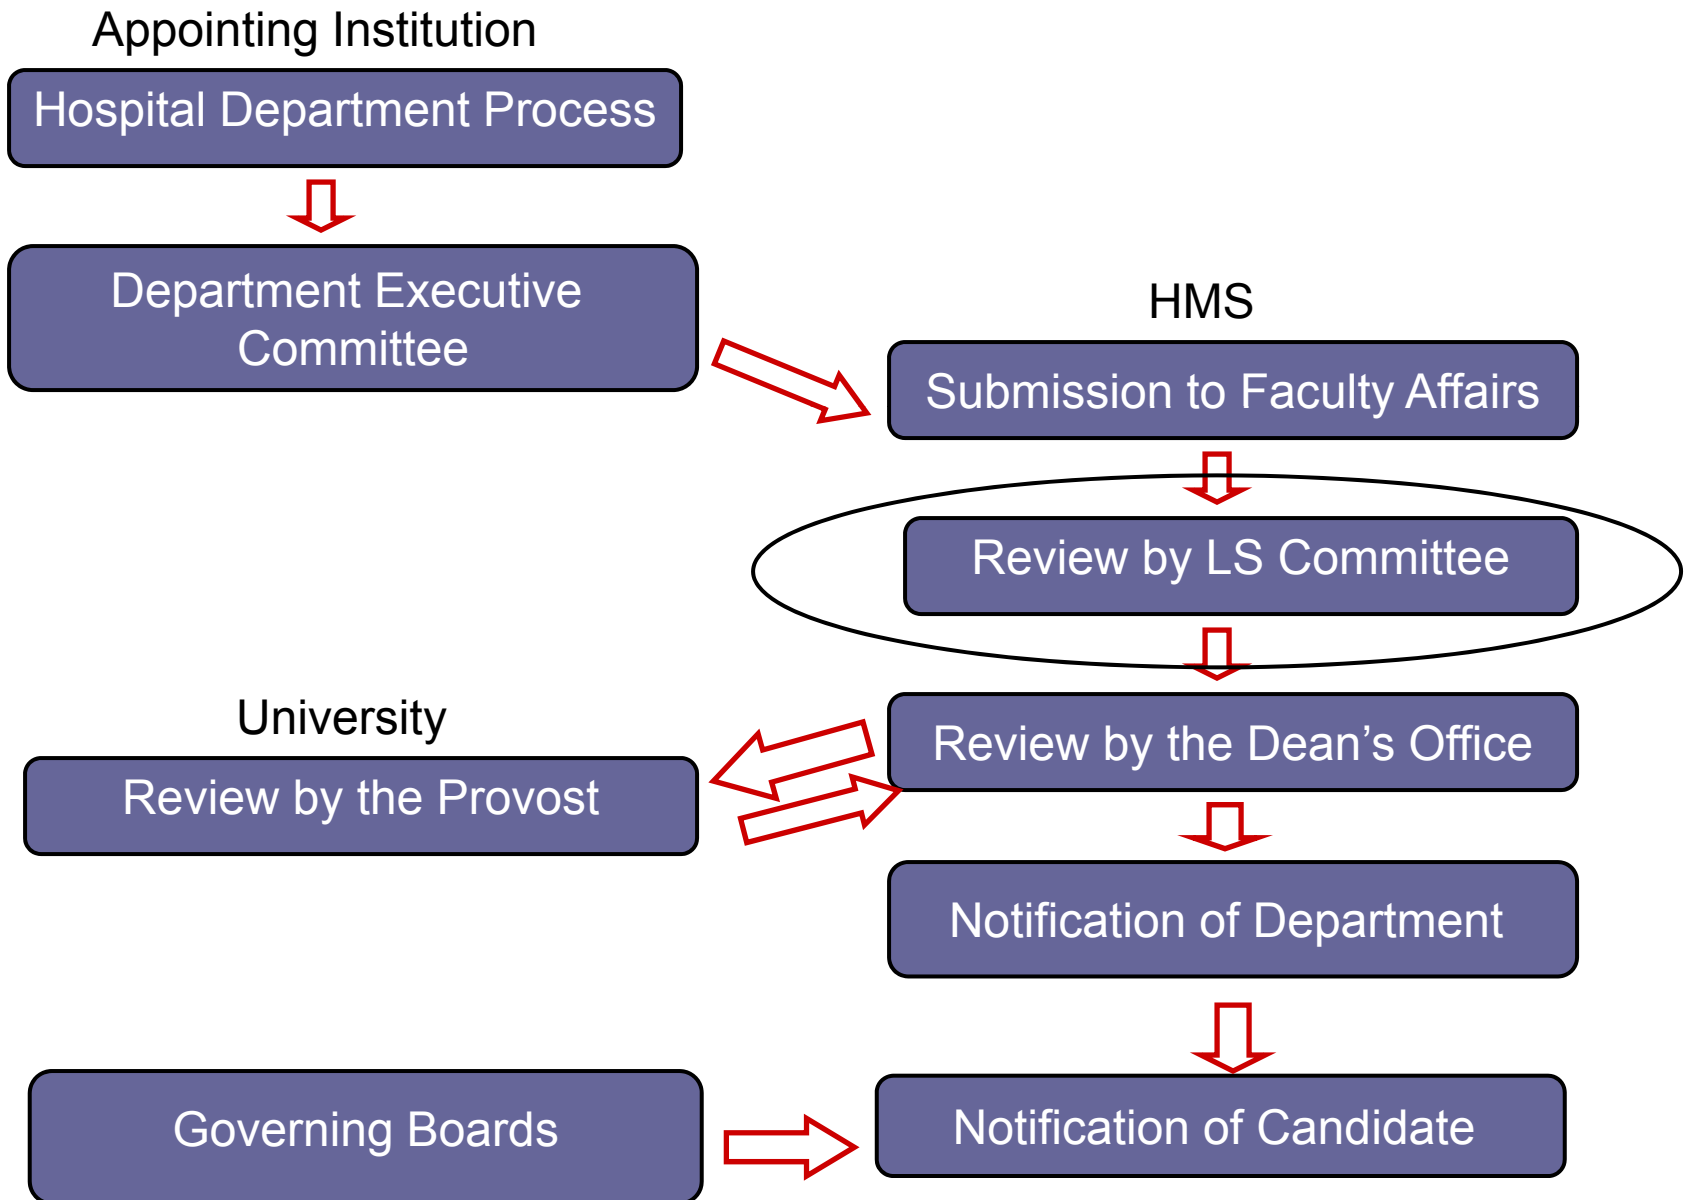 Appointing Institution
Hospital Department Process
Department Executive
Committee
HMS
Submission to Faculty Affairs
Review by LS Committee
Review by the Dean’s Office
University
Review by the Provost
Notification of Department
Governing Boards
Notification of Candidate